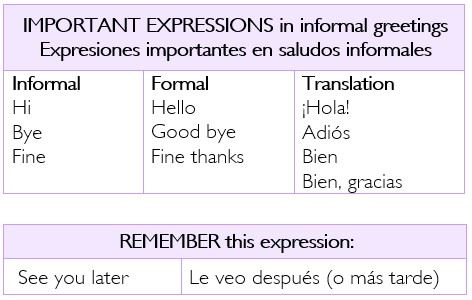 IMPORTANT EXPRESSIONS in informal greetings
Expresiones importantes en saludos informales
Informal Formal Translation
Hi Hello ¡Hola!
Bye Good bye Adiós
Fine Fine thanks Bien
Bien, gracias
REMEMBER this expression:
See you later Le veo después (o más tarde)